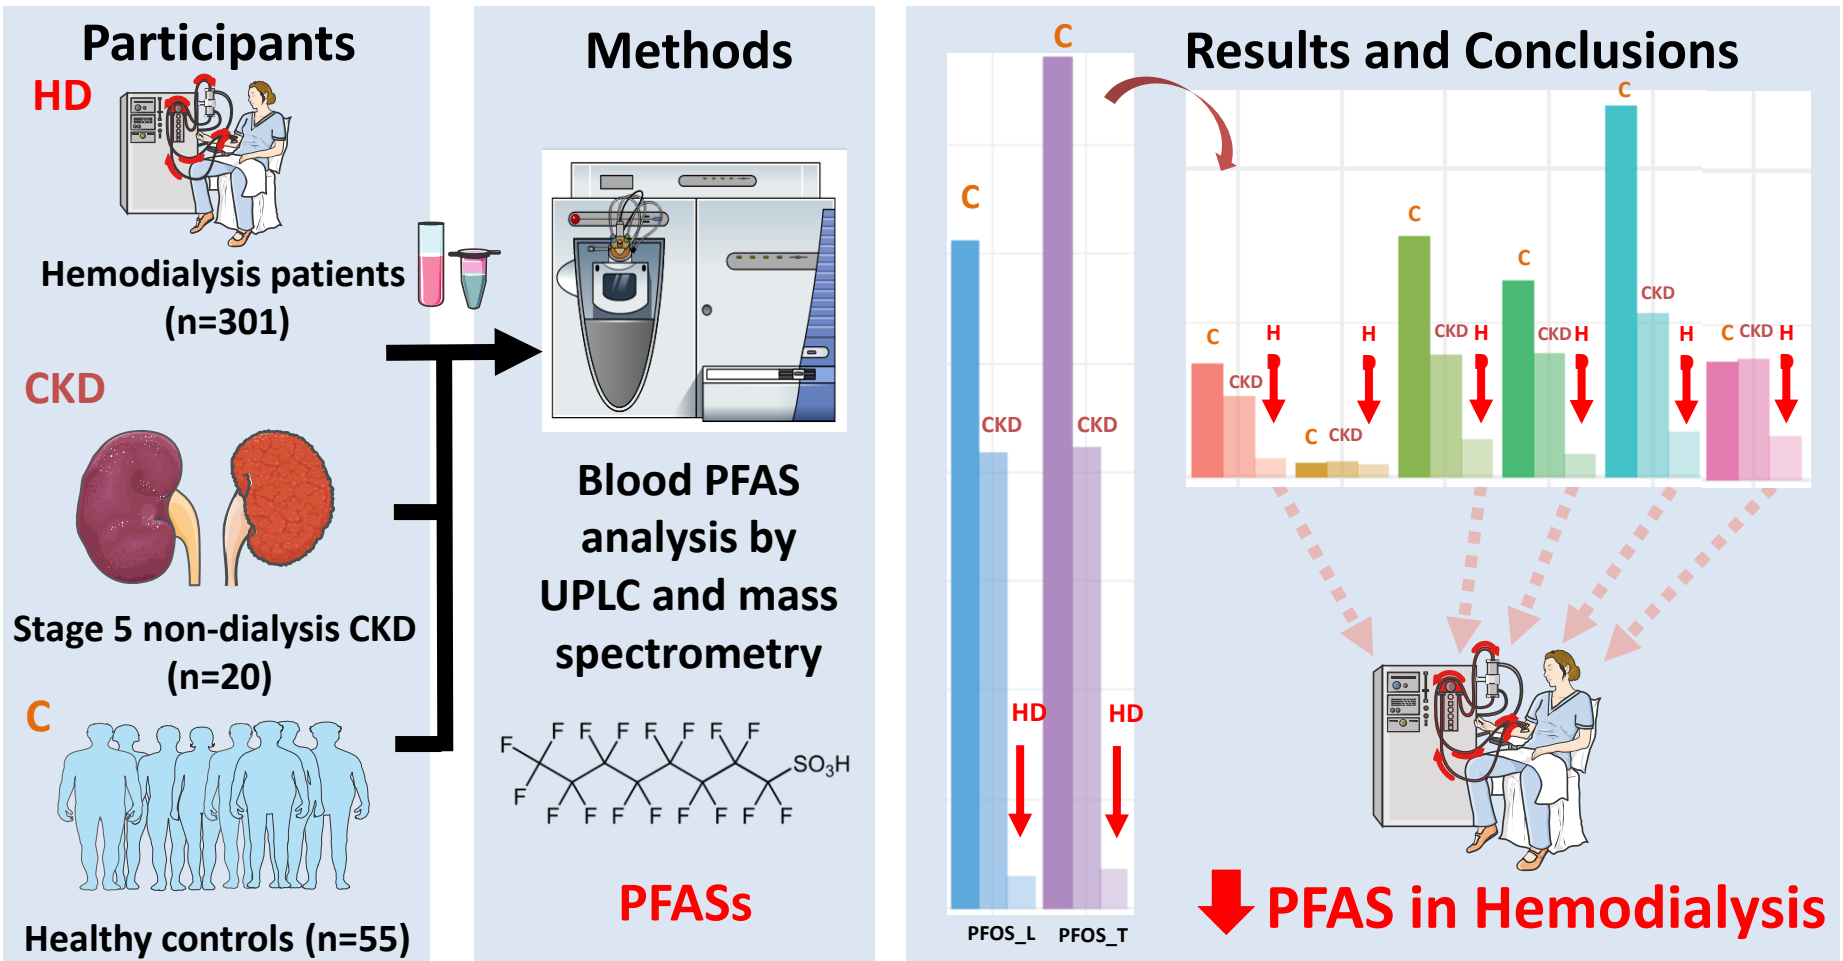 Participants
HD
Hemodialysis patients
(n=301)
CKD
Stage 5 non-dialysis CKD
(n=20)
C
Healthy controls (n=55)
Methods
Blood PFAS
analysis by
UPLC and mass
spectrometry
F F F F F F F F
F
SO₃H
F F F F F F F F
PFASs
Results and Conclusions
C
C
CKD
CKD
HD
HD
PFOS_L
PFOS_T
C
CKD
H
D
C
CKD
H
D
C
CKD
H
D
C
CKD
H
D
C
CKD
H
D
C
CKD
H
D
PFAS in Hemodialysis